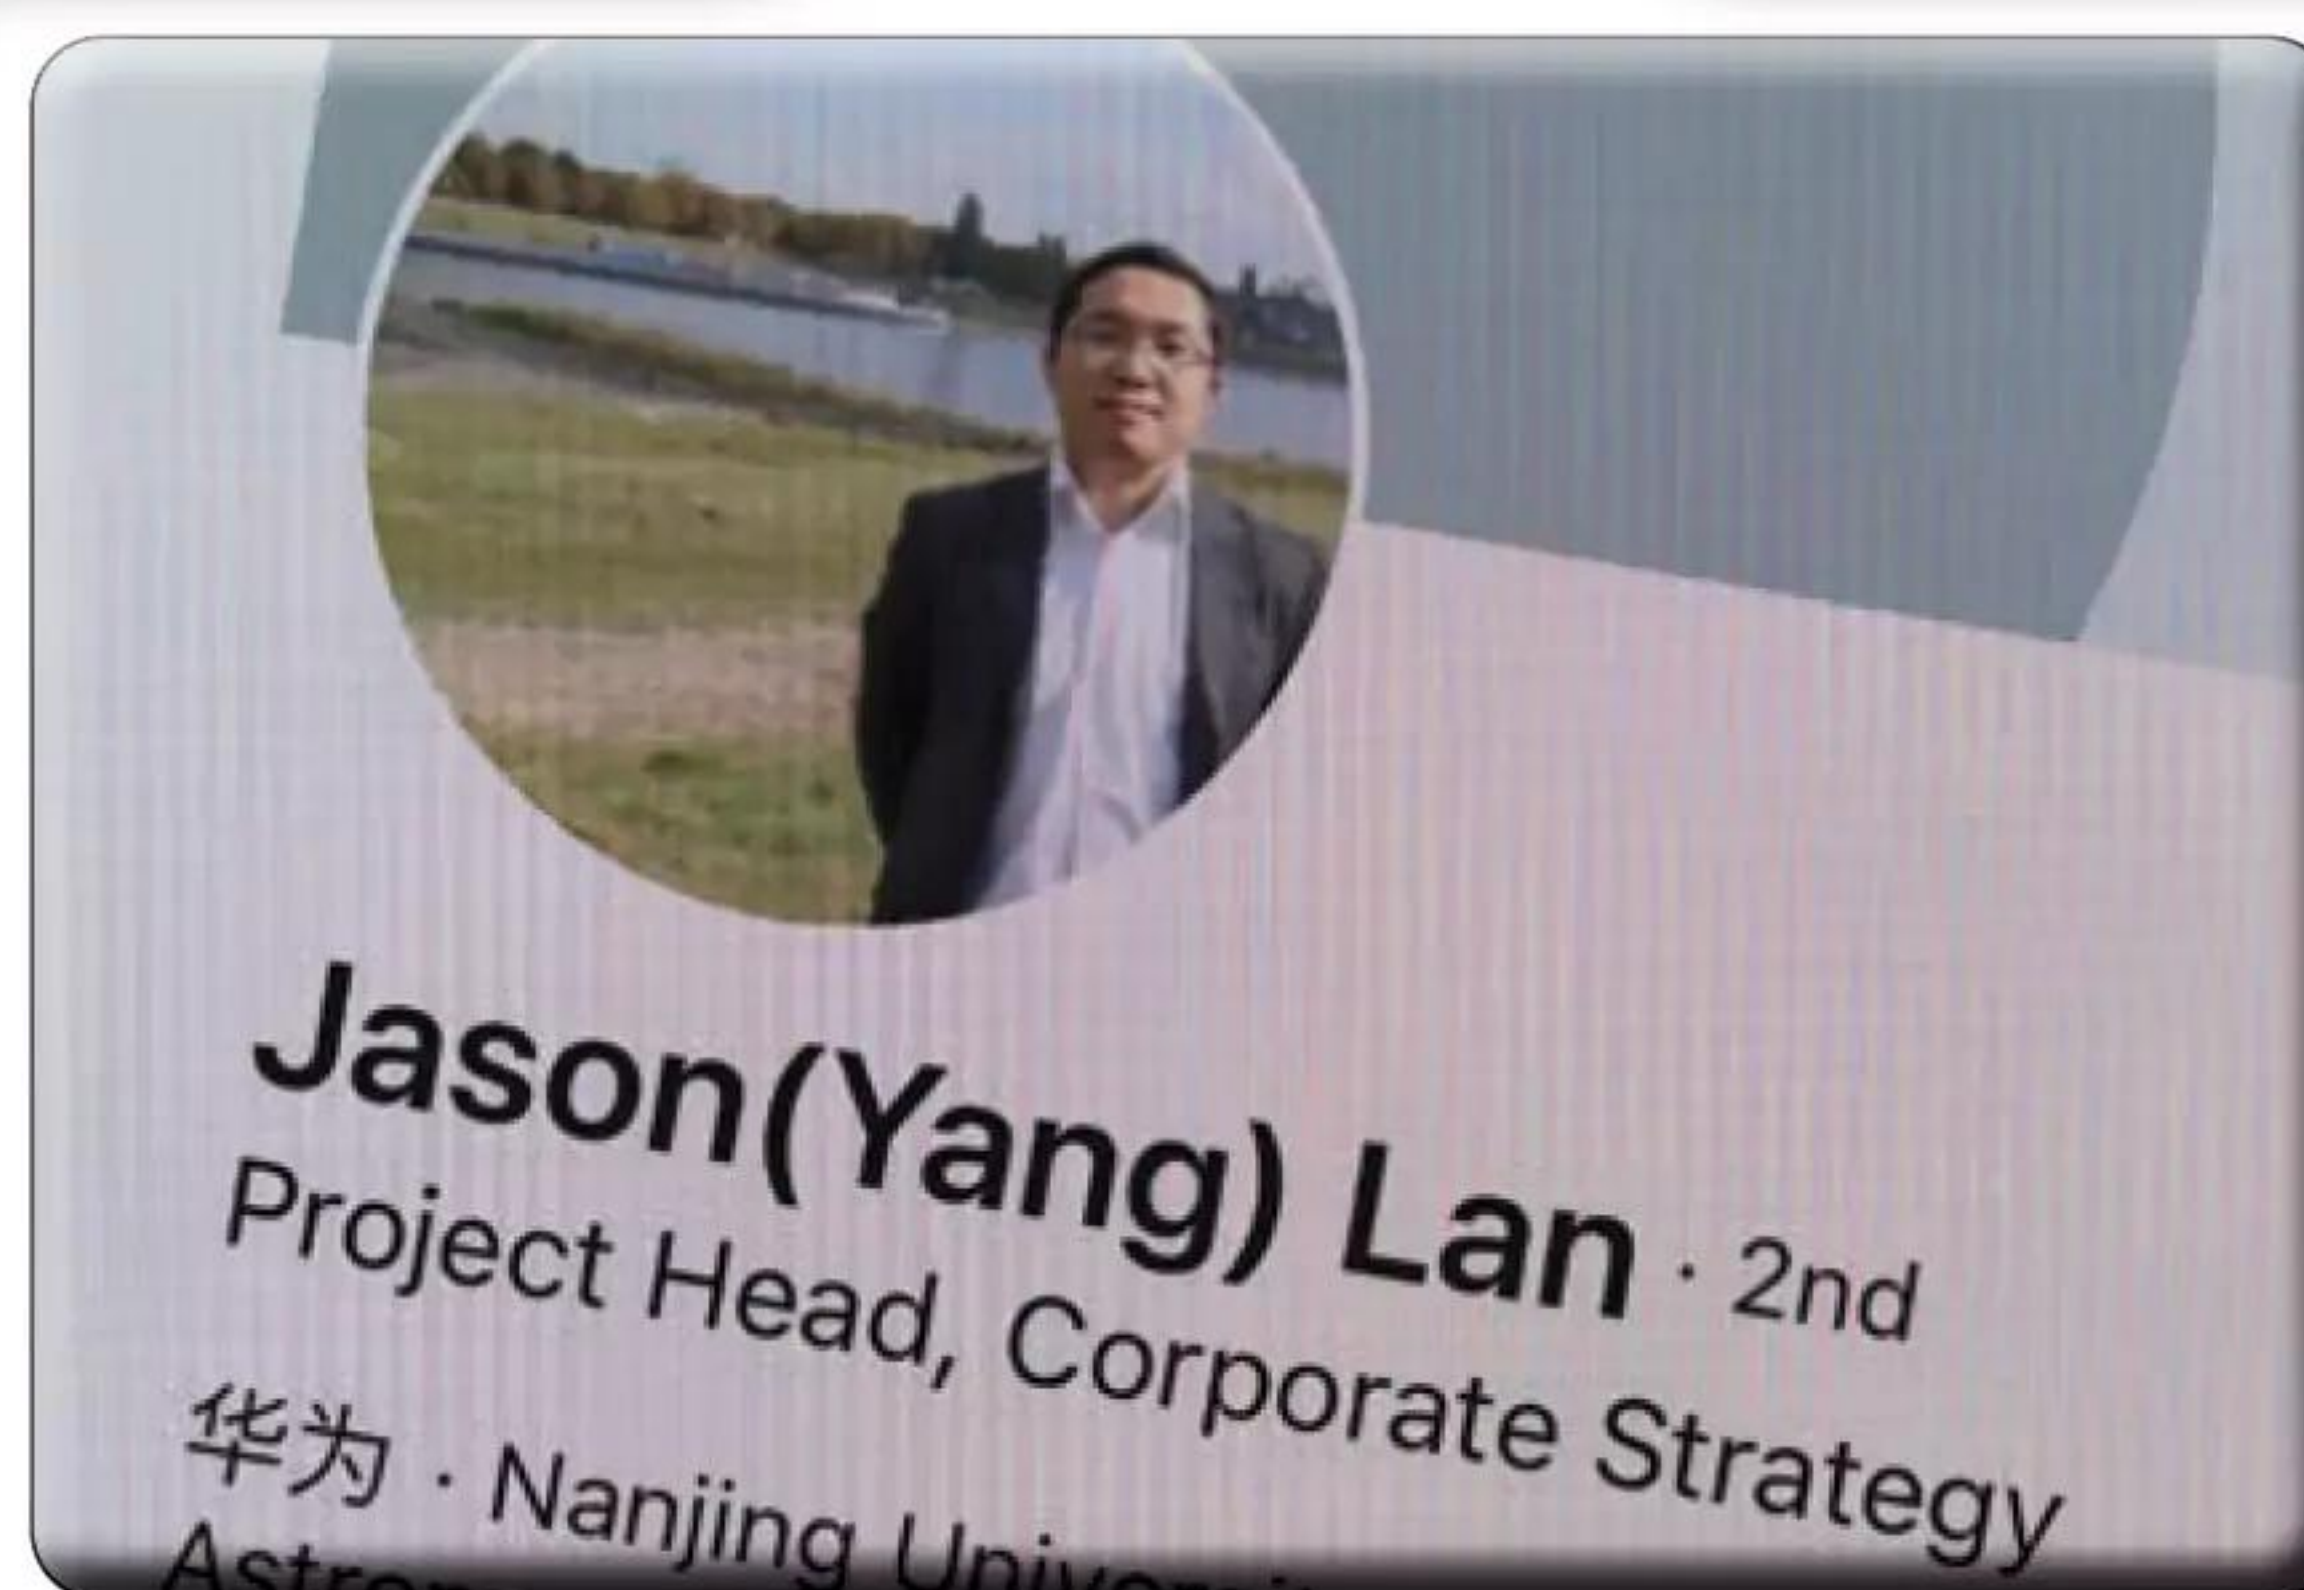 Jason(Yang) Lan · 2nd
Project Head, Corporate Strategy
华为 · Nanjing